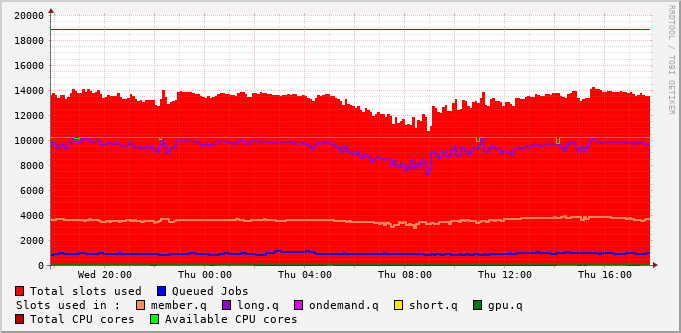 20000
18000
16000
14000
12000
10000
8000
6000
4000
2000
0
Wed 20:00 Thu 00:00 Thu 04:00 Thu 08:00 Thu 12:00 Thu 16:00
Total slots used Queued Jobs
Slots used in : member.q long.q ondemand.q short.q gpu.q
Total CPU cores Available CPU cores
RRDTOOL / TOBI OETIKER